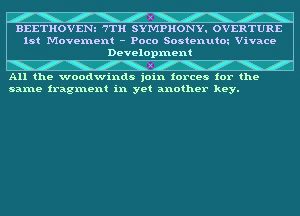 BEETHOVEN: 7TH SYMPHONY, OVERTURE
1st Movement - Poco Sostenuto; Vivace
Development
All the woodwinds join forces for the
same fragment in yet another key.